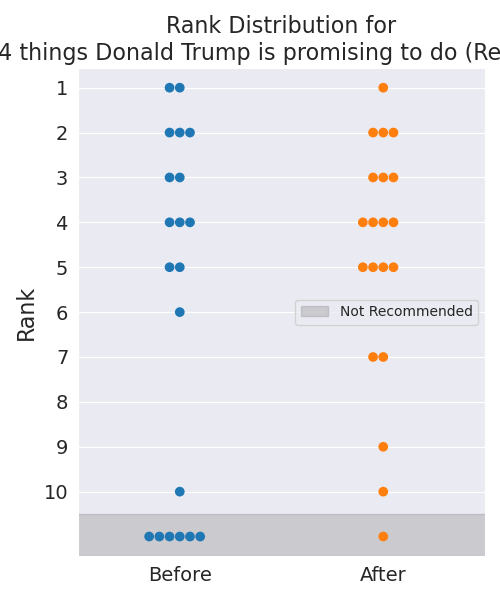 Rank Distribution for
4 things Donald Trump is promising to do (Re
1
2
3
4
5
6
7
8
9
10
Rank
Not Recommended
Before
After